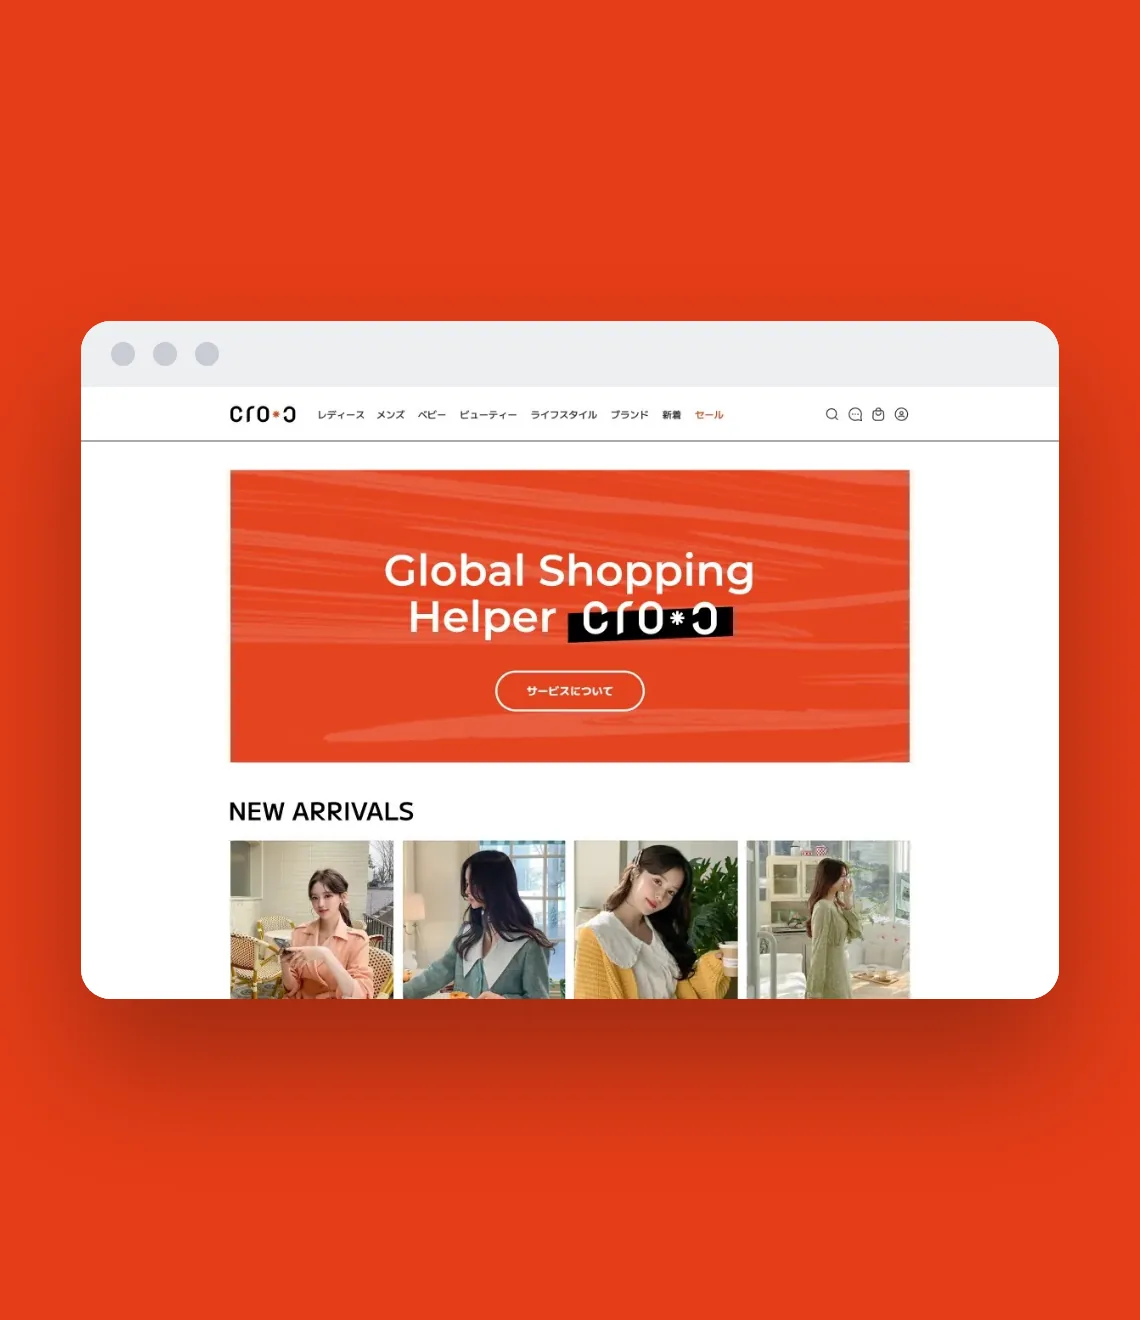 cro*c
レディース メンズ ベビー ビューティー ライフスタイル ブランド 新着 セール
Global Shopping
Helper cro*c
サービスについて
NEW ARRIVALS